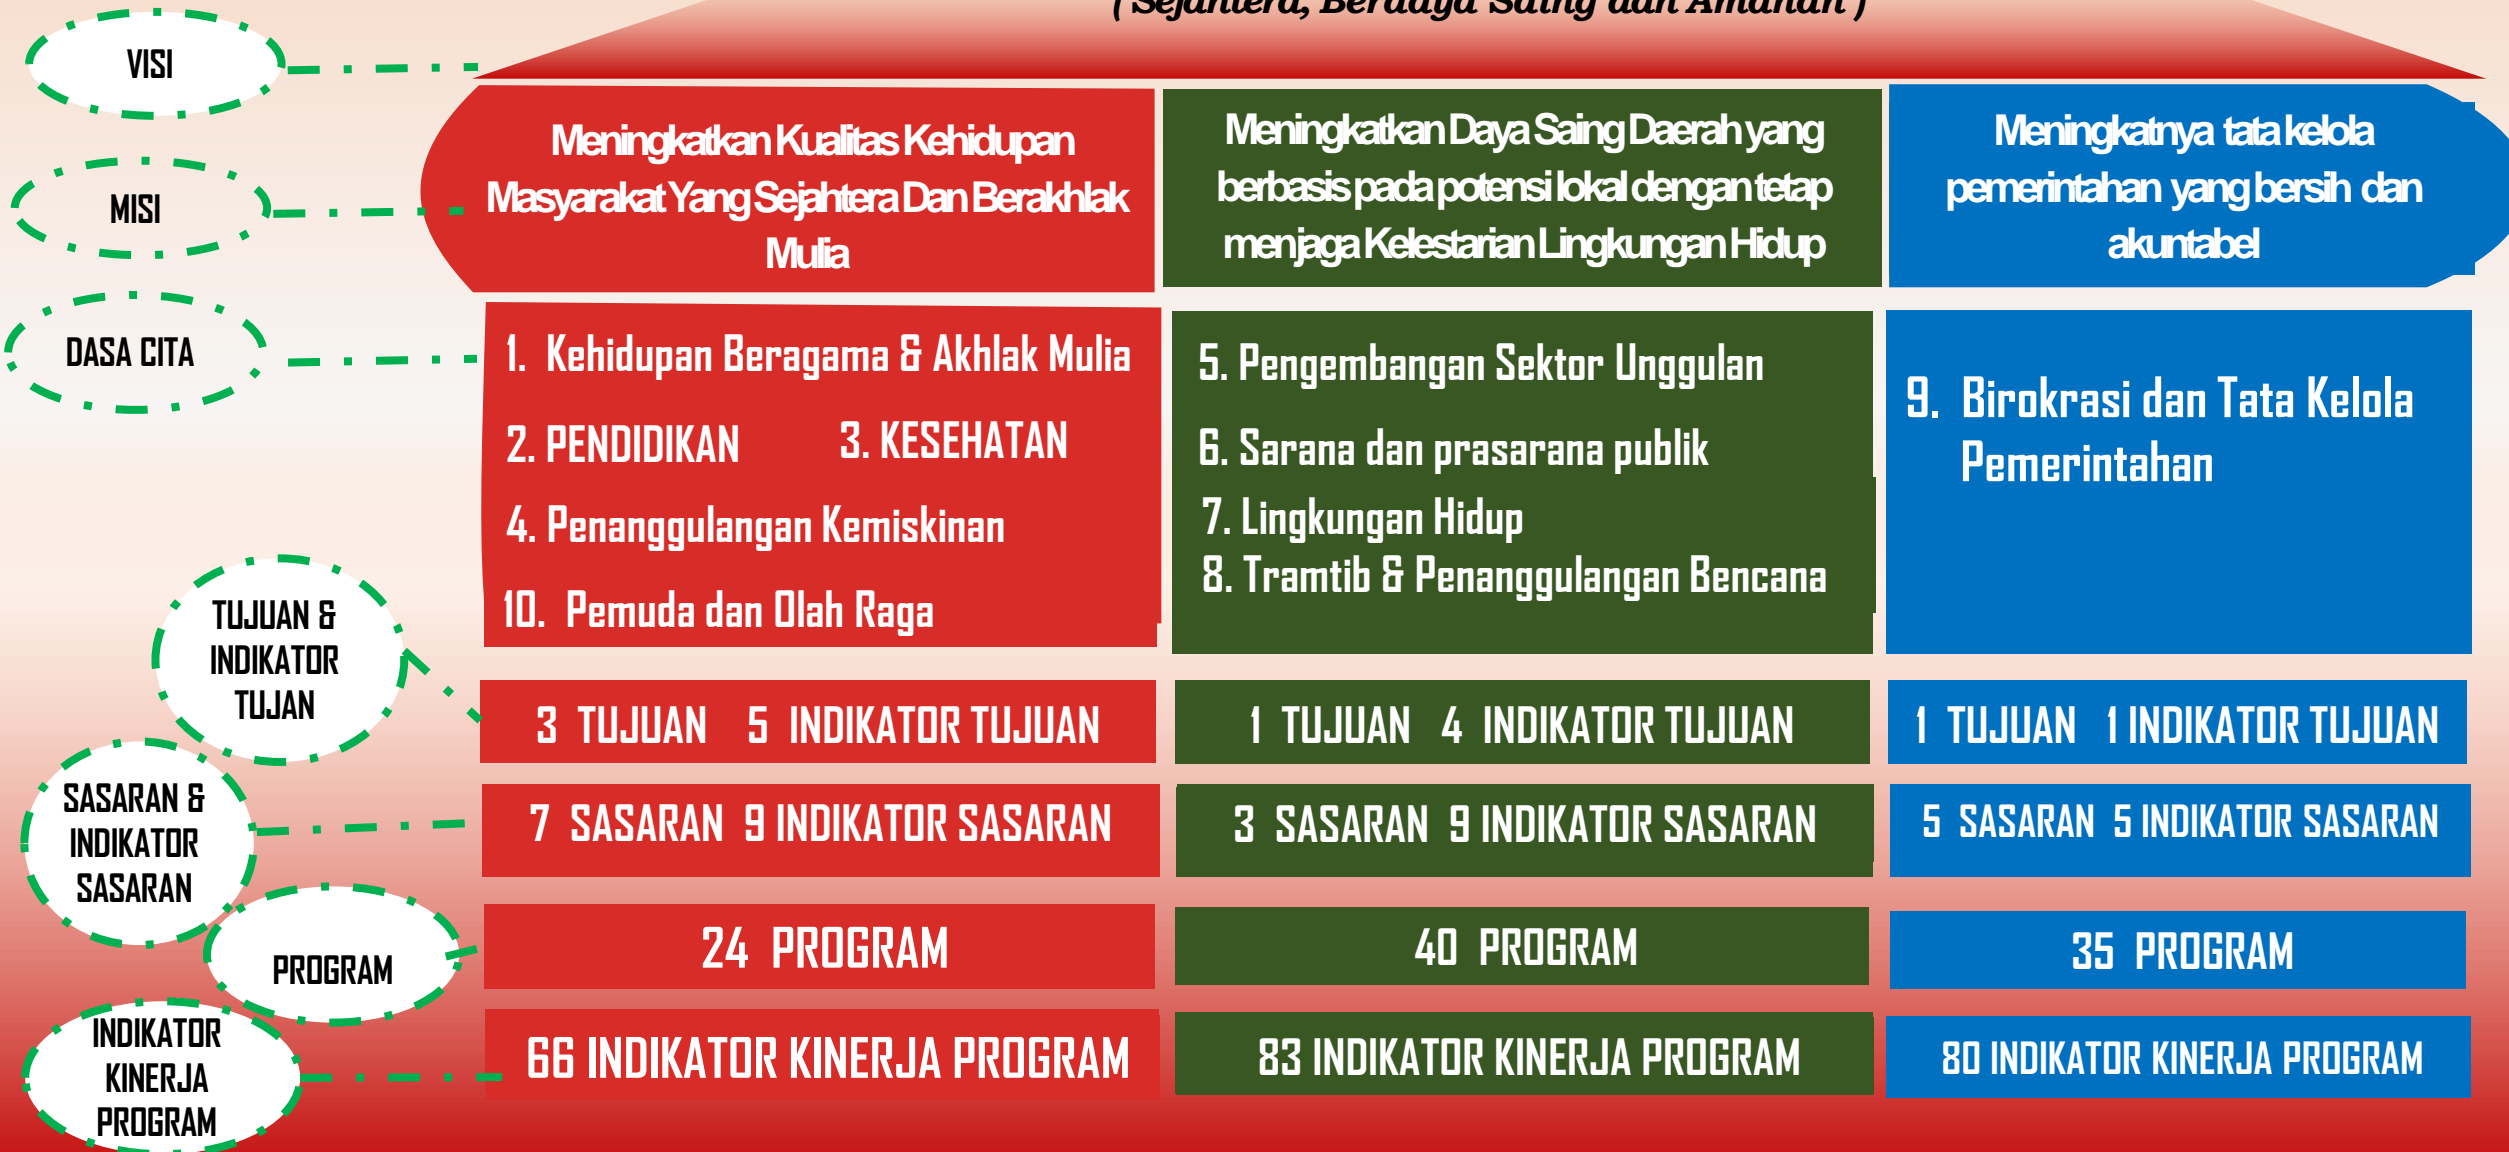 ( Sejahtera, Berdaya Saing dan Amanah )
VISI
MISI
Meningkatkan Kualitas Kehidupan
Masyarakat Yang Sejahtera Dan Berakhlak
Mulia
Meningkatkan Daya Saing Daerah yang
berbasis pada potensi lokal dengan tetap
menjaga Kelestarian Lingkungan Hidup
Meningkatnya tata kelola
pemerintahan yang bersih dan
akuntabel
DASA CITA
1. Kehidupan Beragama & Akhlak Mulia
2. PENDIDIKAN 3. KESEHATAN
4. Penanggulangan Kemiskinan
10. Pemuda dan Olah Raga
5. Pengembangan Sektor Unggulan
6. Sarana dan prasarana publik
7. Lingkungan Hidup
8. Tramtib & Penanggulangan Bencana
9. Birokrasi dan Tata Kelola
Pemerintahan
TUJUAN &
INDIKATOR
TUJAN
3 TUJUAN 5 INDIKATOR TUJUAN
1 TUJUAN 4 INDIKATOR TUJUAN
1 TUJUAN 1 INDIKATOR TUJUAN
SASARAN &
INDIKATOR
SASARAN
7 SASARAN 9 INDIKATOR SASARAN
3 SASARAN 9 INDIKATOR SASARAN
5 SASARAN 5 INDIKATOR SASARAN
PROGRAM
24 PROGRAM
40 PROGRAM
35 PROGRAM
INDIKATOR
KINERJA
PROGRAM
66 INDIKATOR KINERJA PROGRAM
83 INDIKATOR KINERJA PROGRAM
80 INDIKATOR KINERJA PROGRAM